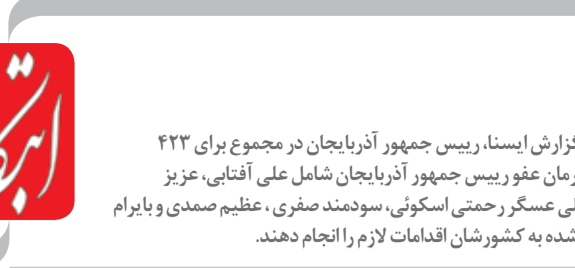 گزارش ایسنا، رییس جمهور آذربایجان در مجموع برای ۴۲۳
رمان عفو رییس جمهور آذربایجان شامل علی آفتابی، عزیز
لی عسگر رحمتی اسکوئی، سودمند صفری ، عظیم صمدی و بایرام
شده به کشورشان اقدامات لازم را انجام دهند.